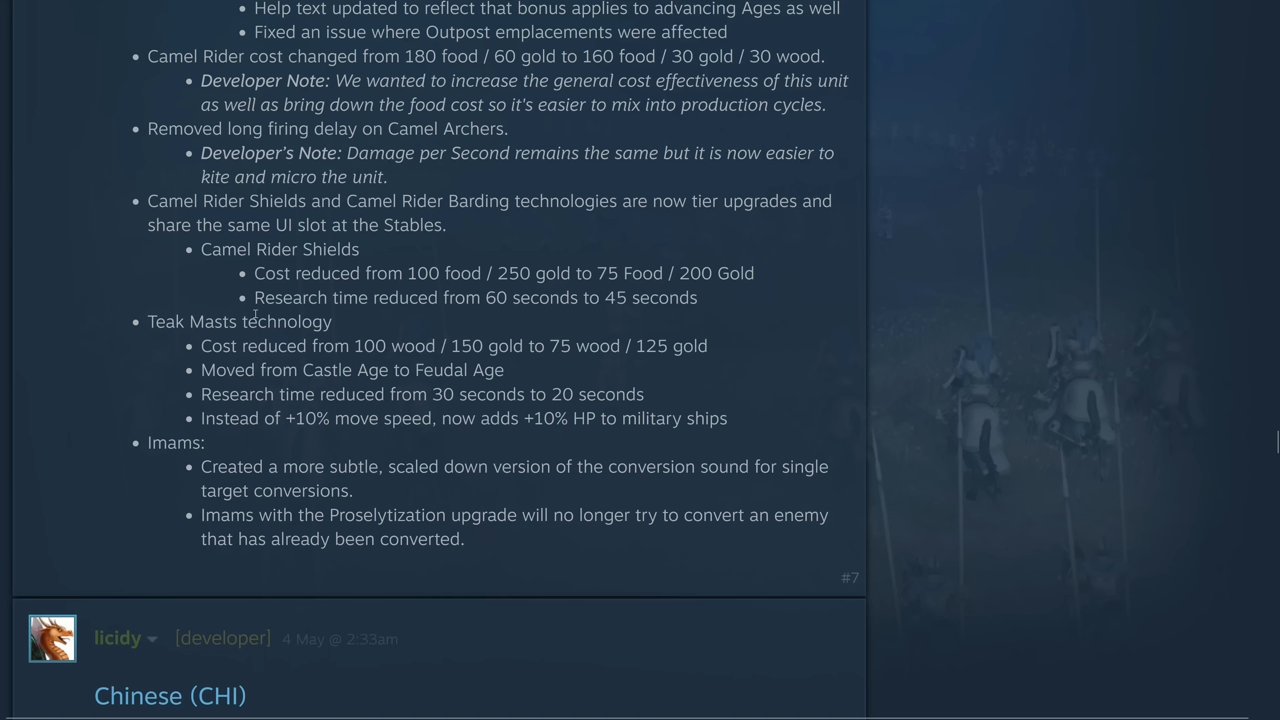 Help text updated to reflect that bonus applies to advancing Ages as well
Fixed an issue where Outpost emplacements were affected
Camel Rider cost changed from 180 food / 60 gold to 160 food / 30 gold / 30 wood.
Developer Note: We wanted to increase the general cost effectiveness of this unit
as well as bring down the food cost so it's easier to mix into production cycles.
Removed long firing delay on Camel Archers.
Developer's Note: Damage per Second remains the same but it is now easier to
kite and micro the unit.
Camel Rider Shields and Camel Rider Barding technologies are now tier upgrades and
share the same UI slot at the Stables.
Camel Rider Shields
Cost reduced from 100 food / 250 gold to 75 Food / 200 Gold
Research time reduced from 60 seconds to 45 seconds
Teak Masts technology
Cost reduced from 100 wood / 150 gold to 75 wood / 125 gold
Moved from Castle Age to Feudal Age
Research time reduced from 30 seconds to 20 seconds
Instead of +10% move speed, now adds +10% HP to military ships
Imams:
Created a more subtle, scaled down version of the conversion sound for single
target conversions.
Imams with the Proselytization upgrade will no longer try to convert an enemy
that has already been converted.
#7
licidy [developer] 4 May @ 2:33am
Chinese (CHI)